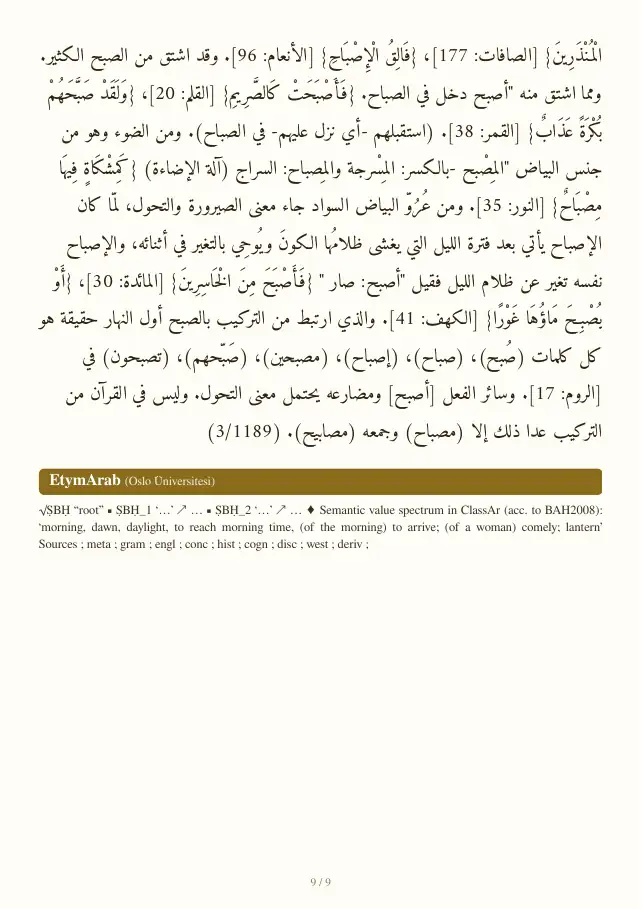 الْمُنْذَرِينَ} [الصافات: 177]، {فَالِقُ الْإِصْبَاحِ} [الأنعام: 96]. وقد اشتق من الصبح الكثير.
ومما اشتق منه "أصبح دخل في الصباح. {فَأَصْبَحَتْ كَالصَّرِيمِ} [القلم: 20]، {وَلَقَدْ صَبَّحَهُمْ
بُكْرَةً عَذَابٌ} [القمر: 38]. (استقبلهم -أي نزل عليهم- في الصباح). ومن الضوء وهو من
جنس البياض "المِصْبح -بالكسر: المِسْرجة والمِصباح: السراج (آلة الإضاءة) {كَمِشْكَاةٍ فِيهَا
مِصْبَاحٌ} [النور: 35]. ومن عُرُوّ البياض السواد جاء معنى الصيرورة والتحول، لمّا كان
الإصباح يأتي بعد فترة الليل التي يغشى ظلامُها الكونَ ويُوحِي بالتغير في أثنائه، والإصباح
نفسه تغير عن ظلام الليل فقيل "أصبح: صار " {فَأَصْبَحَ مِنَ الْخَاسِرِينَ} [المائدة: 30]، {أَوْ
يُصْبِحَ مَاؤُهَا غَوْرًا} [الكهف: 41]. والذي ارتبط من التركيب بالصبح أول النهار حقيقة هو
كل كلمات (صُبح)، (صباح)، (إصباح)، (مصبحين)، (صَبّحهم)، (تصبحون) في
[الروم: 17]. وسائر الفعل [أصبح] ومضارعه يحتمل معنى التحول. وليس في القرآن من
التركيب عدا ذلك إلا (مصباح) وجمعه (مصابيح). (3/1189)
EtymArab (Oslo Üniversitesi)
√ṢBḤ “root” ▪ ṢBḤ_1 ‘…’ ↗ … ▪ ṢBḤ_2 ‘…’ ↗ … ♦ Semantic value spectrum in ClassAr (acc. to BAH2008):
‘morning, dawn, daylight, to reach morning time, (of the morning) to arrive; (of a woman) comely; lantern’
Sources ; meta ; gram ; engl ; conc ; hist ; cogn ; disc ; west ; deriv ;
9 / 9